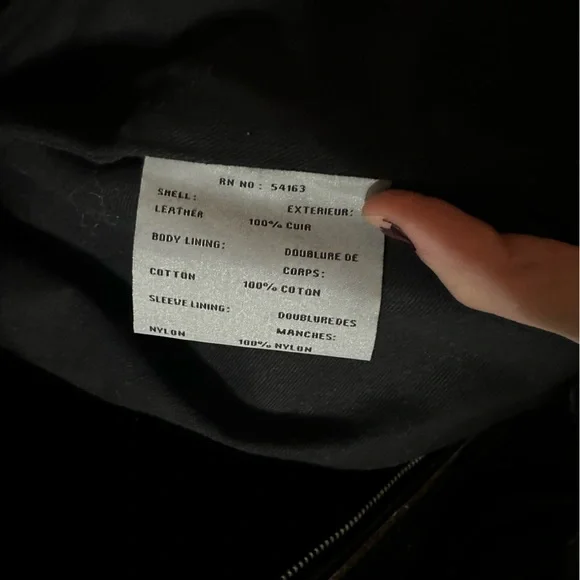 RN NO: 54163
SHELL: EXTERIEUR:
LEATHER 100% CUIR
BODY LINING: DOUBLURE DE
CORPS:
COTTON 100% COTON
SLEEVE LINING: DOUBLUREDES
MANCHES:
NYLON 100% NYLON